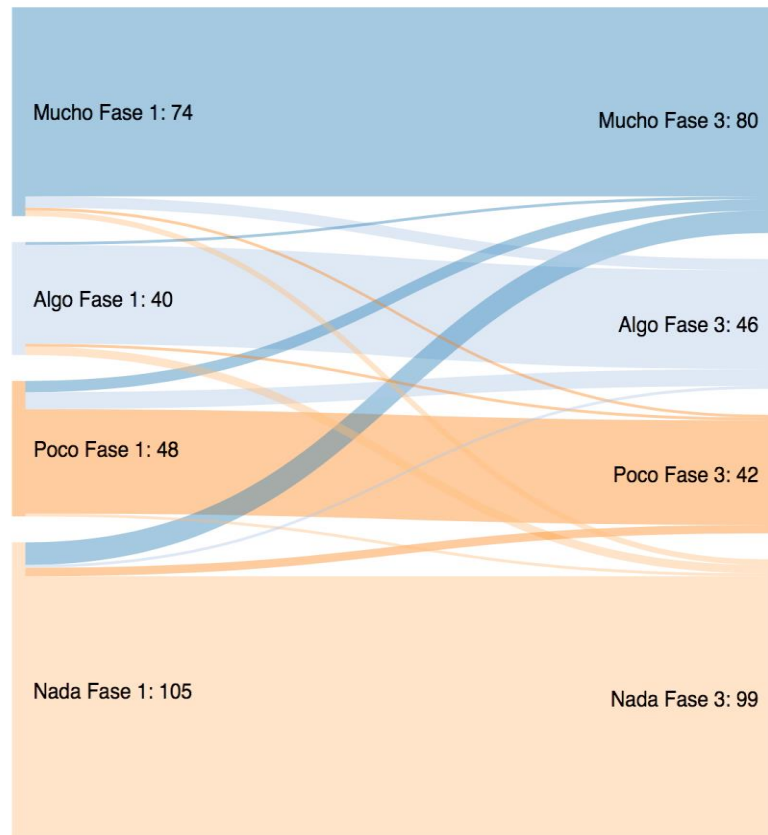 Mucho Fase 1: 74
Mucho Fase 3: 80
Algo Fase 1: 40
Algo Fase 3: 46
Poco Fase 1: 48
Poco Fase 3: 42
Nada Fase 1: 105
Nada Fase 3: 99